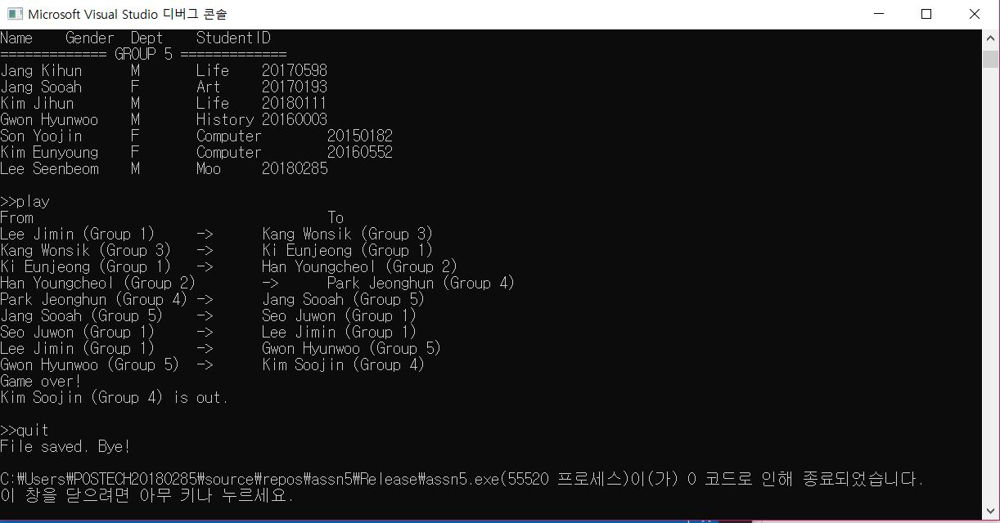 Microsoft Visual Studio 디버그 콘솔
Name Gender Dept StudentID
============= GROUP 5 =============
Jang Kihun M Life 20170598
Jang Sooah F Art 20170193
Kim Jihun M Life 20180111
Gwon Hyunwoo M History 20160003
Son Yoojin F Computer 20150182
Kim Eunyoung F Computer 20160552
Lee Seenbeom M Moo 20180285
>>play
From To
Lee Jimin (Group 1) -> Kang Wonsik (Group 3)
Kang Wonsik (Group 3) -> Ki Eunjeong (Group 1)
Ki Eunjeong (Group 1) -> Han Youngcheol (Group 2)
Han Youngcheol (Group 2) -> Park Jeonghun (Group 4)
Park Jeonghun (Group 4) -> Jang Sooah (Group 5)
Jang Sooah (Group 5) -> Seo Juwon (Group 1)
Seo Juwon (Group 1) -> Lee Jimin (Group 1)
Lee Jimin (Group 1) -> Gwon Hyunwoo (Group 5)
Gwon Hyunwoo (Group 5) -> Kim Soojin (Group 4)
Game over!
Kim Soojin (Group 4) is out.
>>quit
File saved. Bye!
C:₩Users₩POSTECH20180285₩source₩repos₩assn5₩Release₩assn5.exe(55520 프로세스)이(가) 0 코드로 인해 종료되었습니다.
이 창을 닫으려면 아무 키나 누르세요.